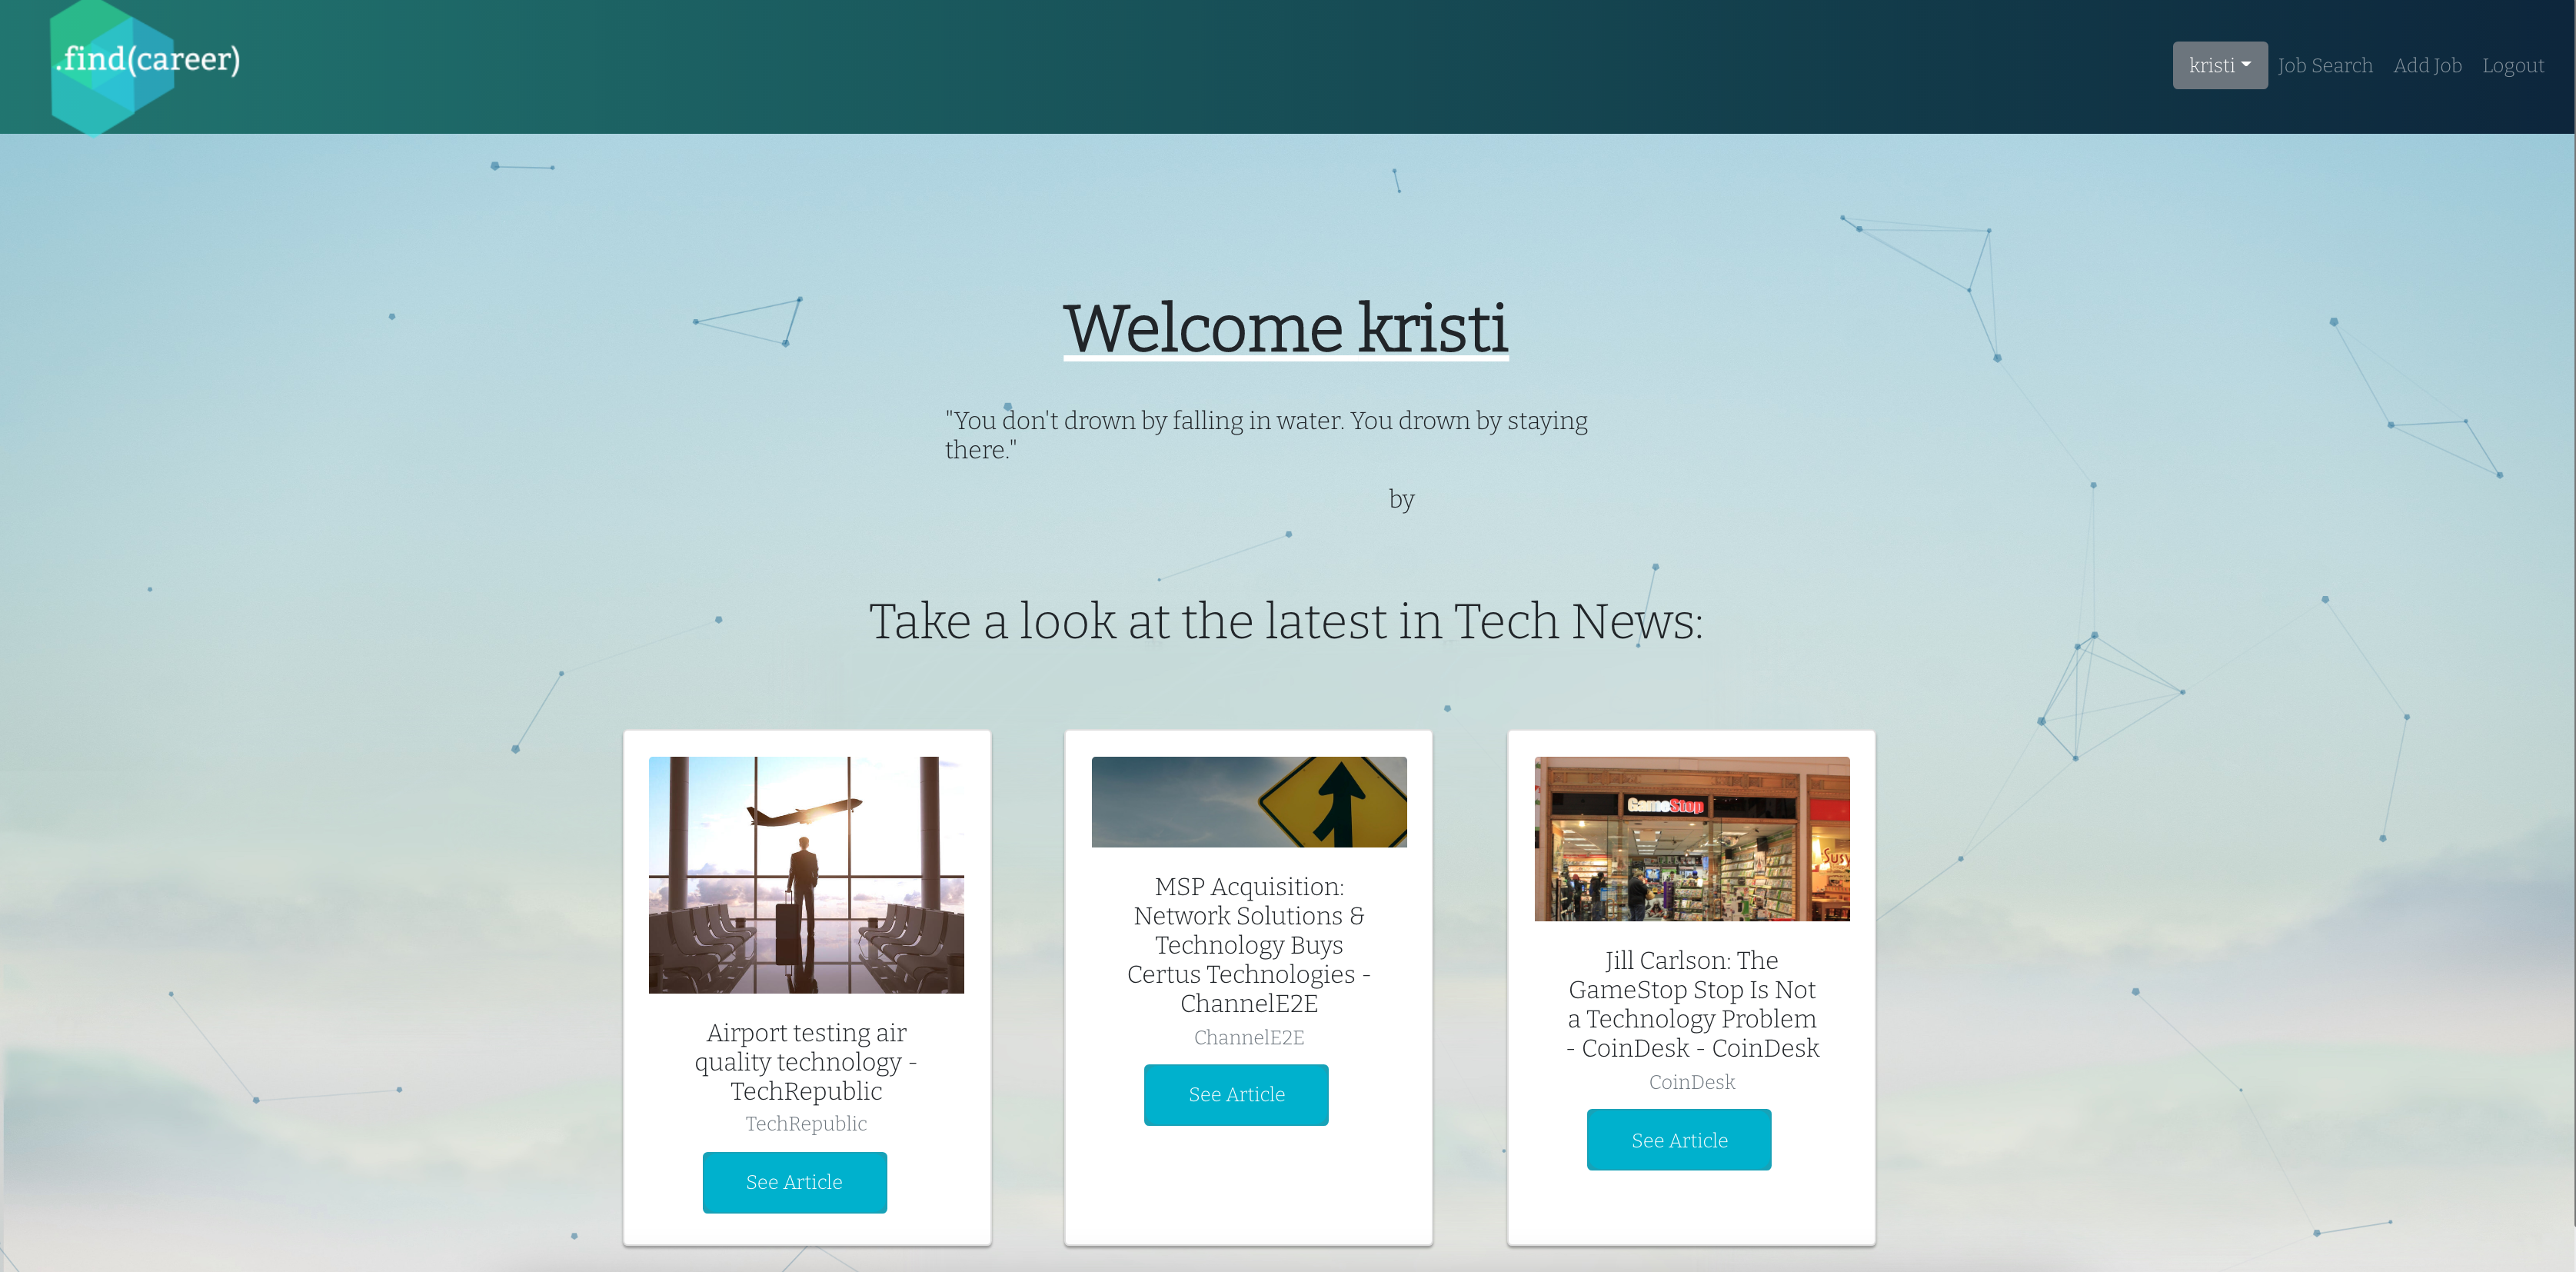 .find(career)
kristi
Job Search
Add Job
Logout
Welcome kristi
"You don't drown by falling in water. You drown by staying
there."
by
Take a look at the latest in Tech News:
Airport testing air
quality technology -
TechRepublic
TechRepublic
See Article
MSP Acquisition:
Network Solutions &
Technology Buys
Certus Technologies -
ChannelE2E
ChannelE2E
See Article
GameStop
Susy
Jill Carlson: The
GameStop Stop Is Not
a Technology Problem
- CoinDesk - CoinDesk
CoinDesk
See Article